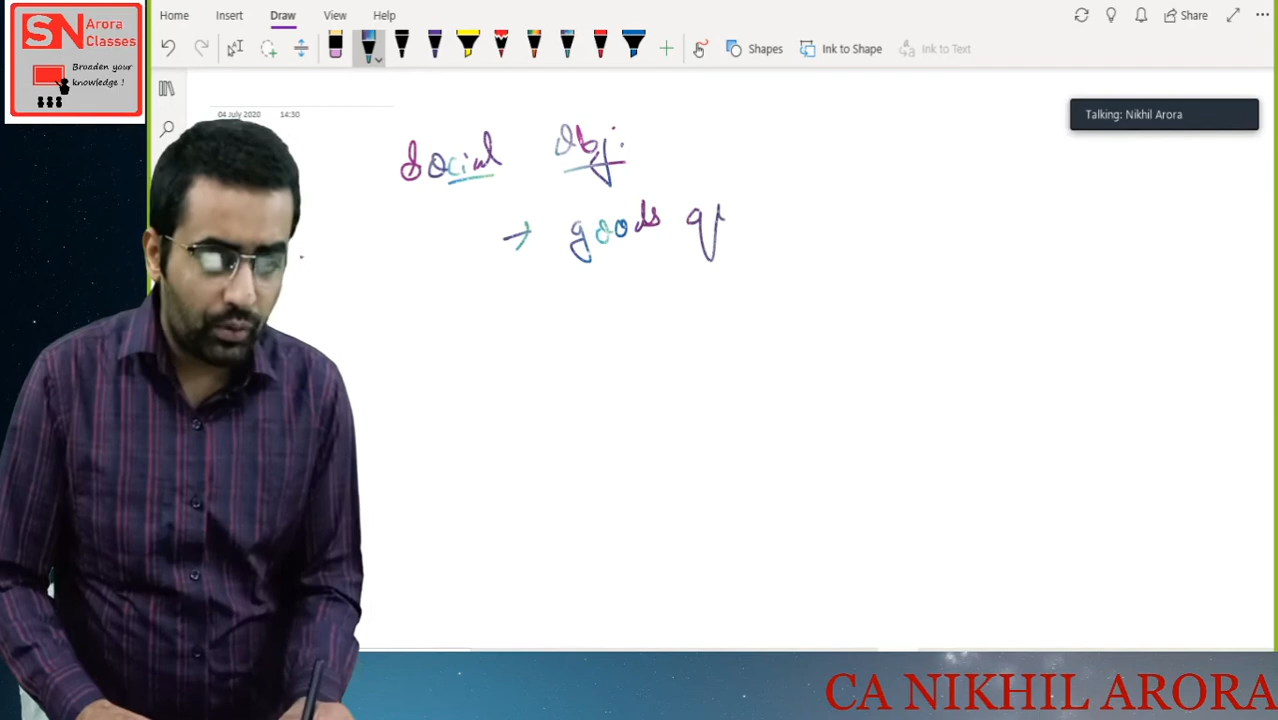 SN Arora Classes
Broaden your knowledge !
Home Insert Draw View Help
Share
Shapes Ink to Shape Ink to Text
04 July 2020 14:30
Talking: Nikhil Arora
Social Obj.
→ goods
CA NIKHIL ARORA